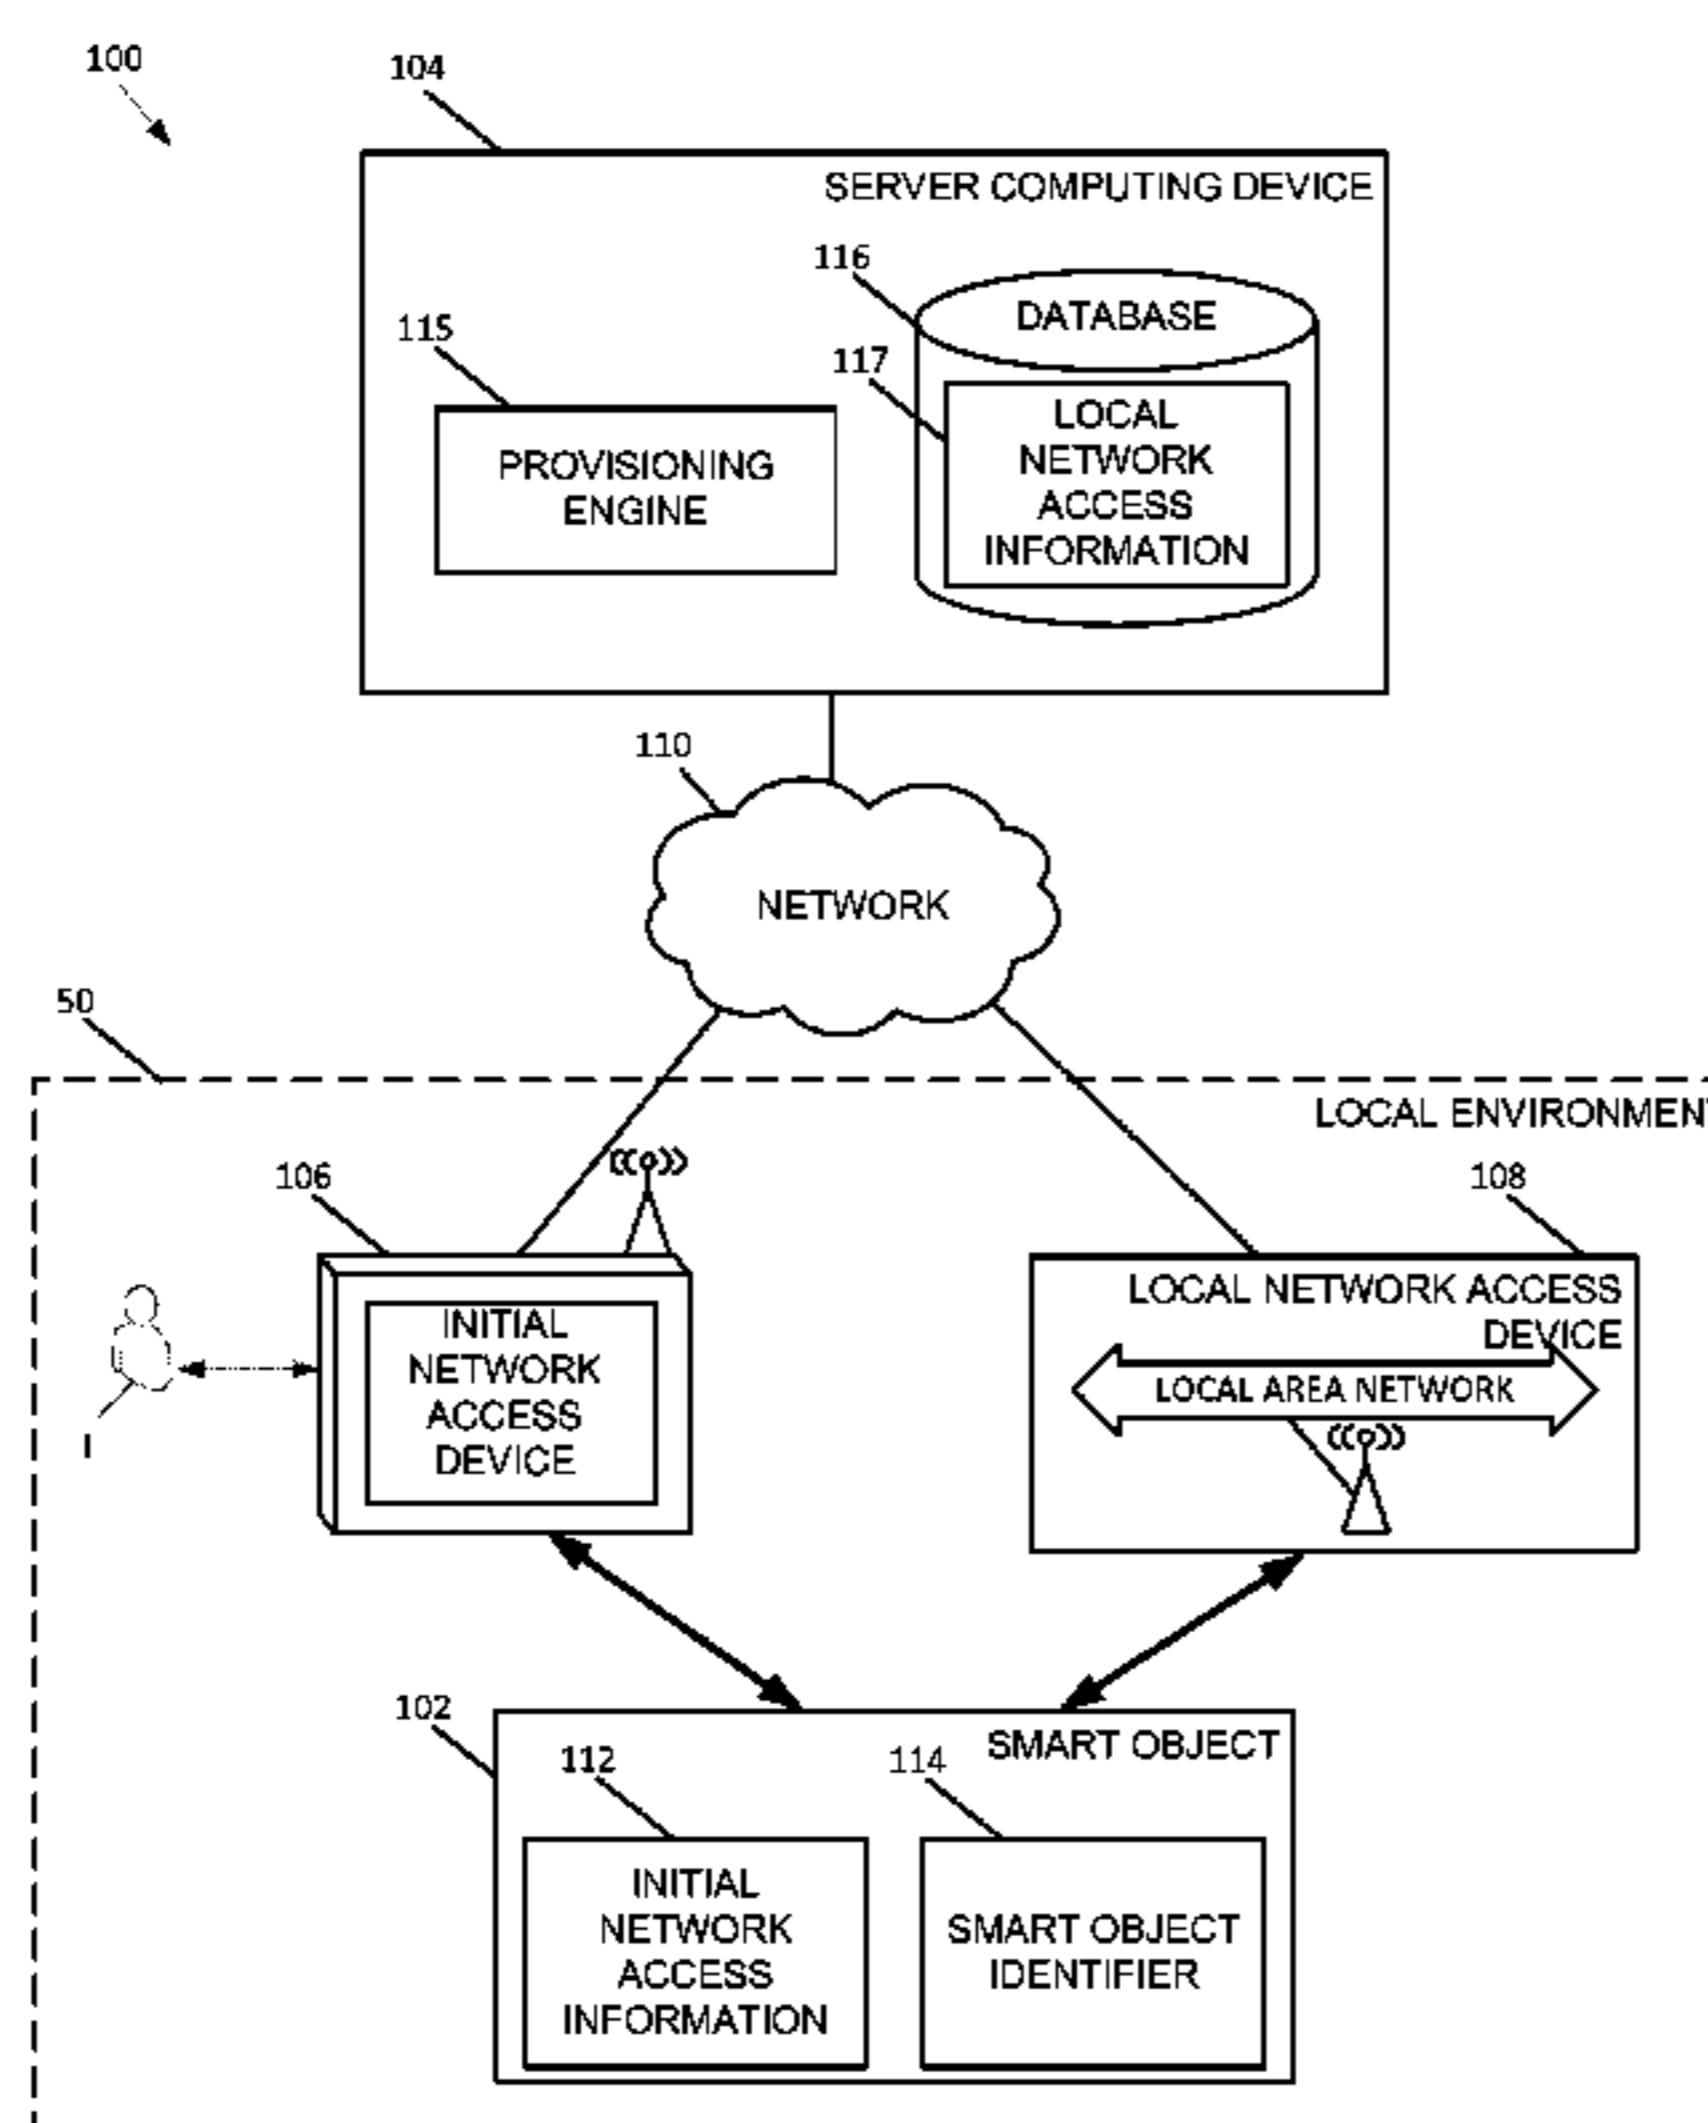 100
104
SERVER COMPUTING DEVICE
116
DATABASE
115
117
PROVISIONING
ENGINE
LOCAL
NETWORK
ACCESS
INFORMATION
110
NETWORK
50
LOCAL ENVIRONMENT
106
108
INITIAL
NETWORK
ACCESS
DEVICE
I
LOCAL NETWORK ACCESS
DEVICE
LOCAL AREA NETWORK
102
SMART OBJECT
112
114
INITIAL
NETWORK
ACCESS
INFORMATION
SMART OBJECT
IDENTIFIER